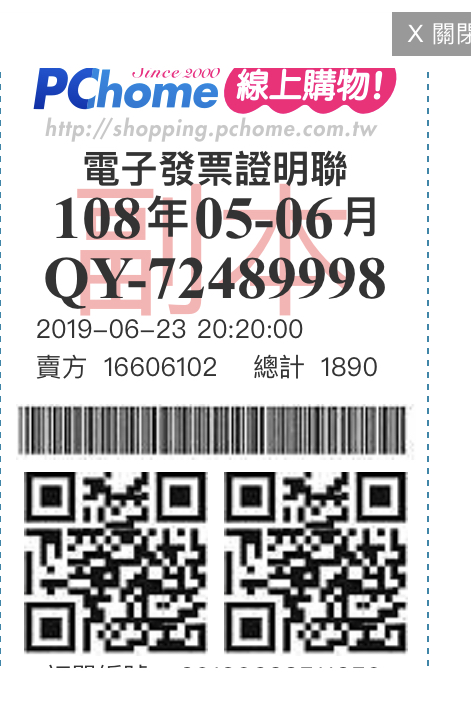 X 關閉
Since 2000
PChome 線上購物!
http://shopping.pchome.com.tw
電子發票證明聯
副本
108年05-06月
QY-72489998
2019-06-23 20:20:00
賣方 16606102 總計 1890